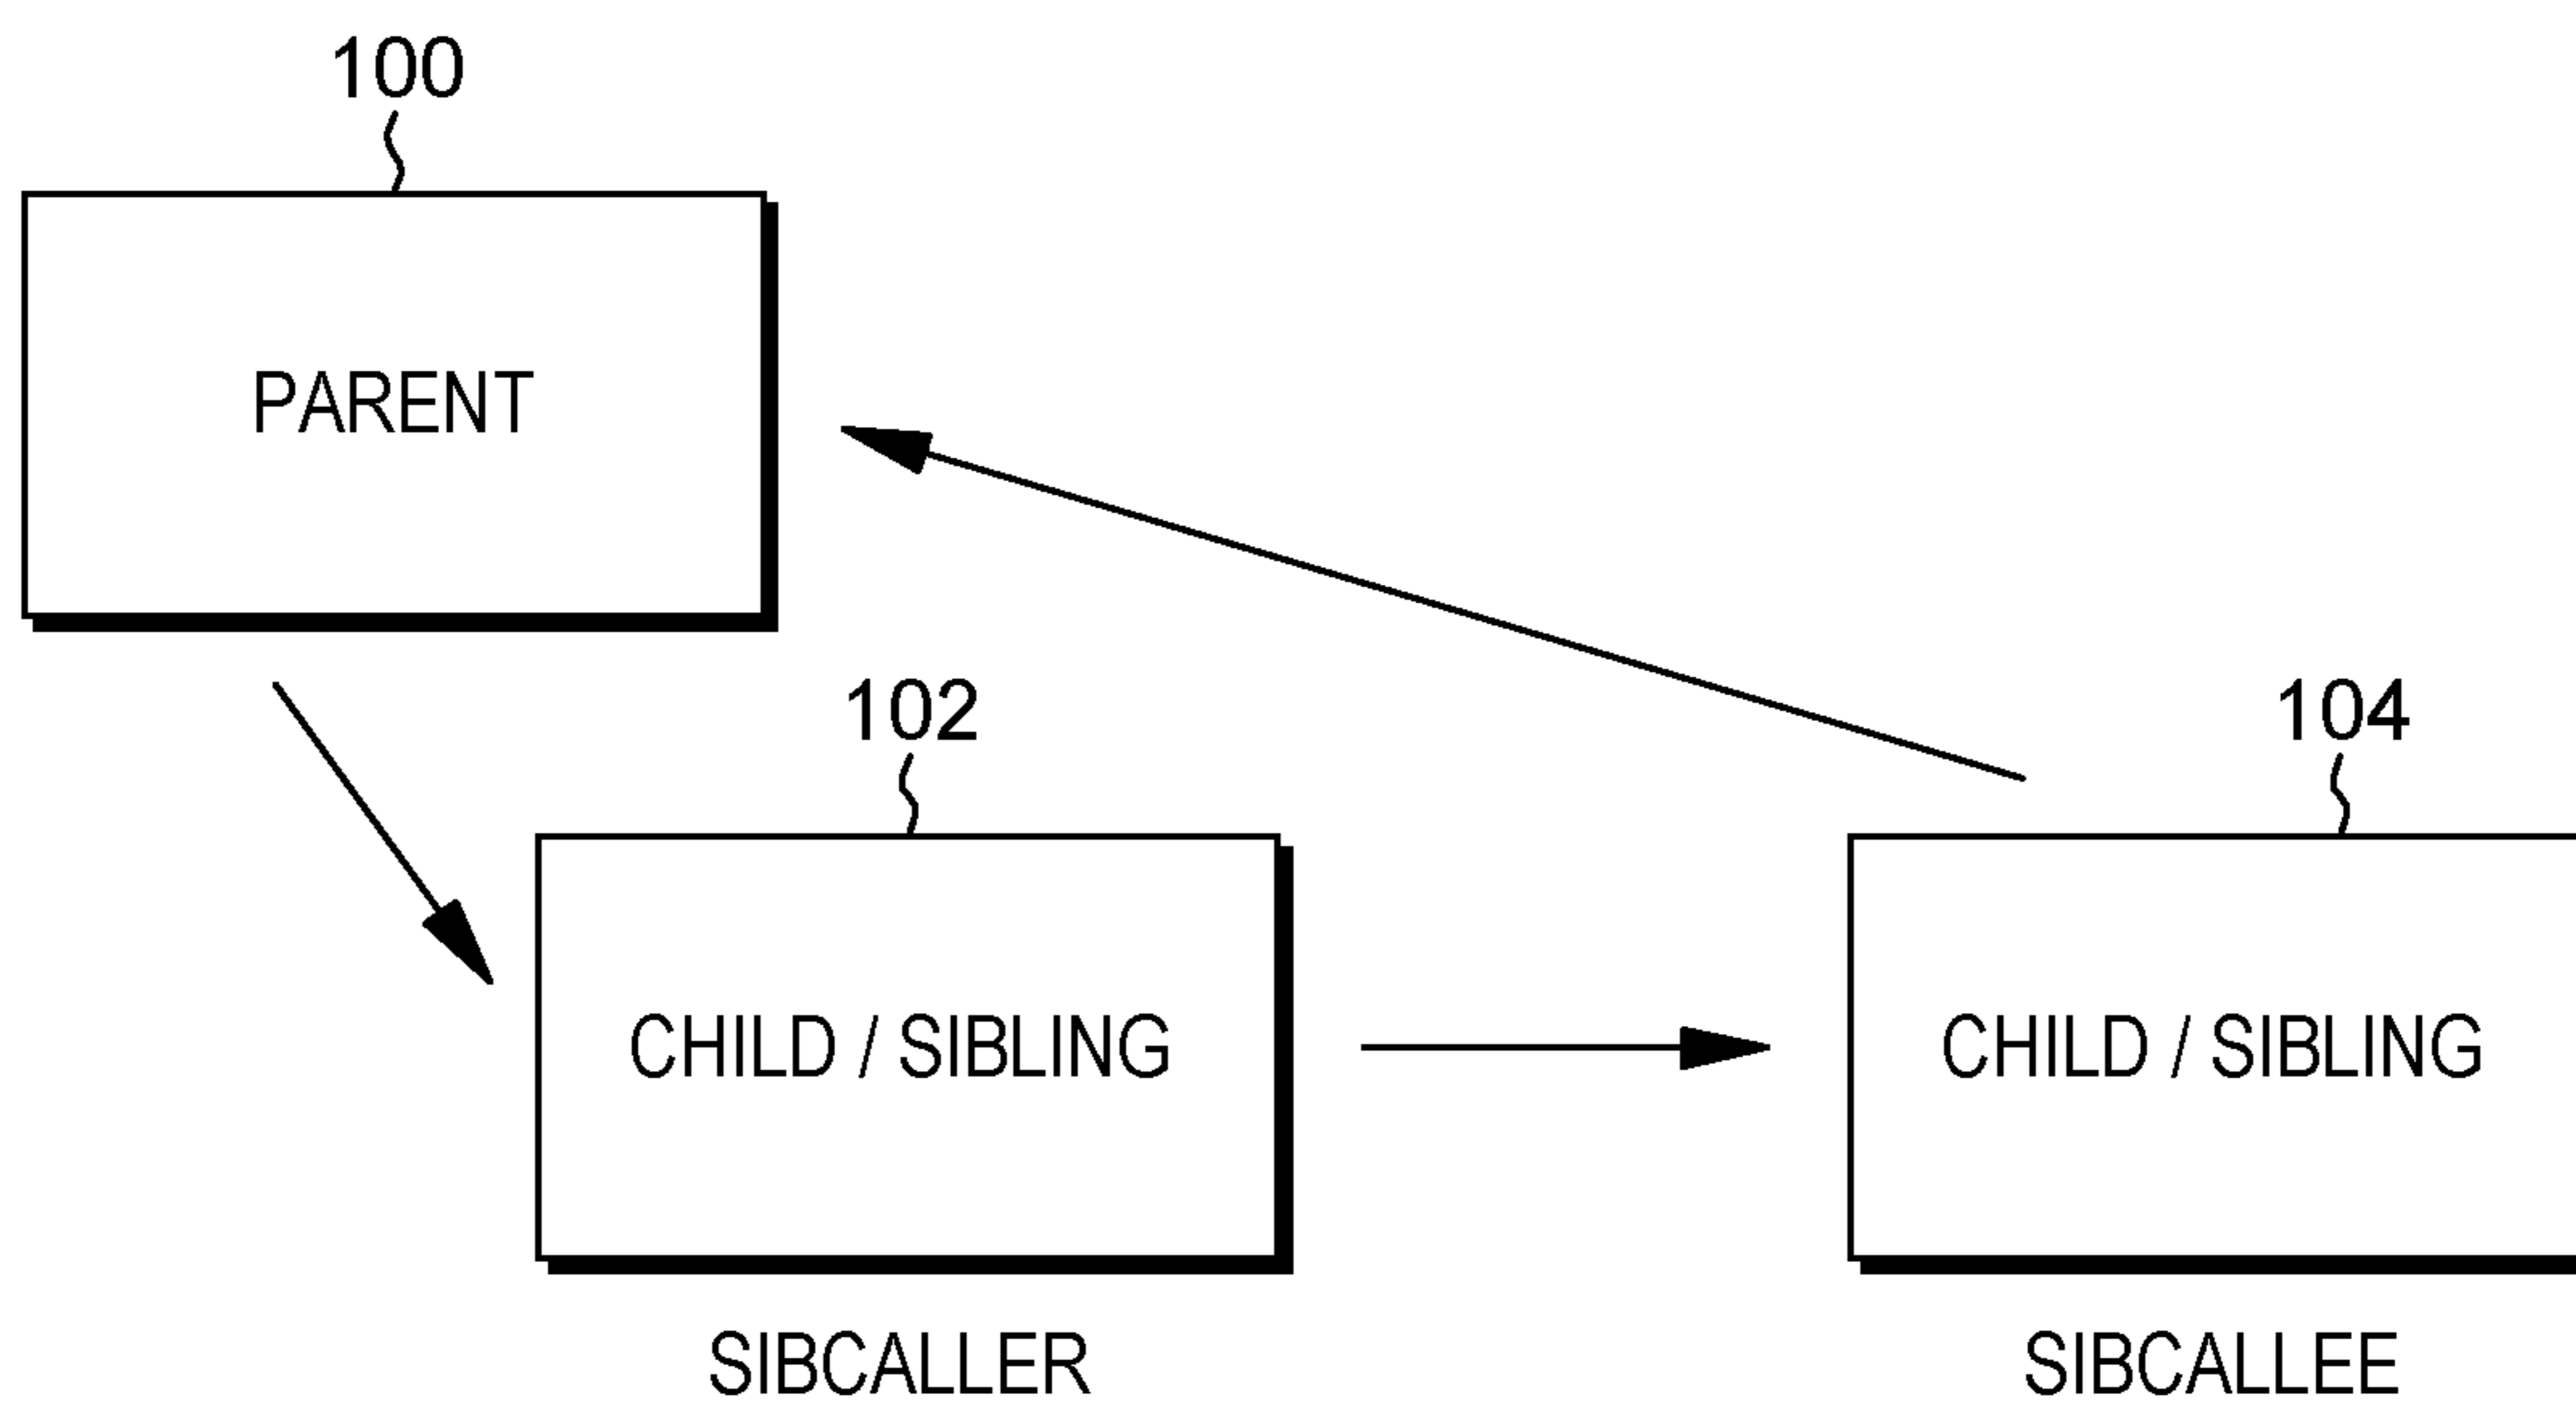 100
PARENT
102
104
CHILD / SIBLING
CHILD / SIBLING
SIBCALLER
SIBCALLEE